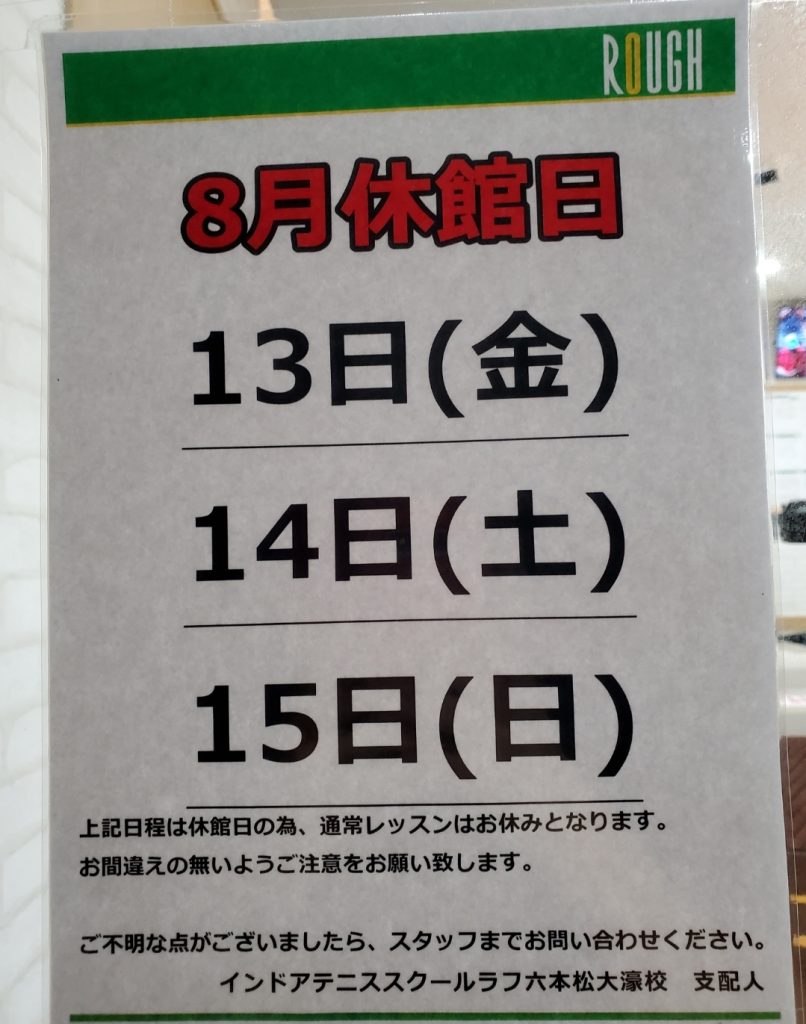 ROUGH
8月休館日
13日(金)
14日(土)
15日(日)
上記日程は休館日の為、通常レッスンはお休みとなります。
お間違えの無いようご注意をお願い致します。
ご不明な点がございましたら、スタッフまでお問い合わせください。
インドアテニススクールラフ六本松大濠校　支配人